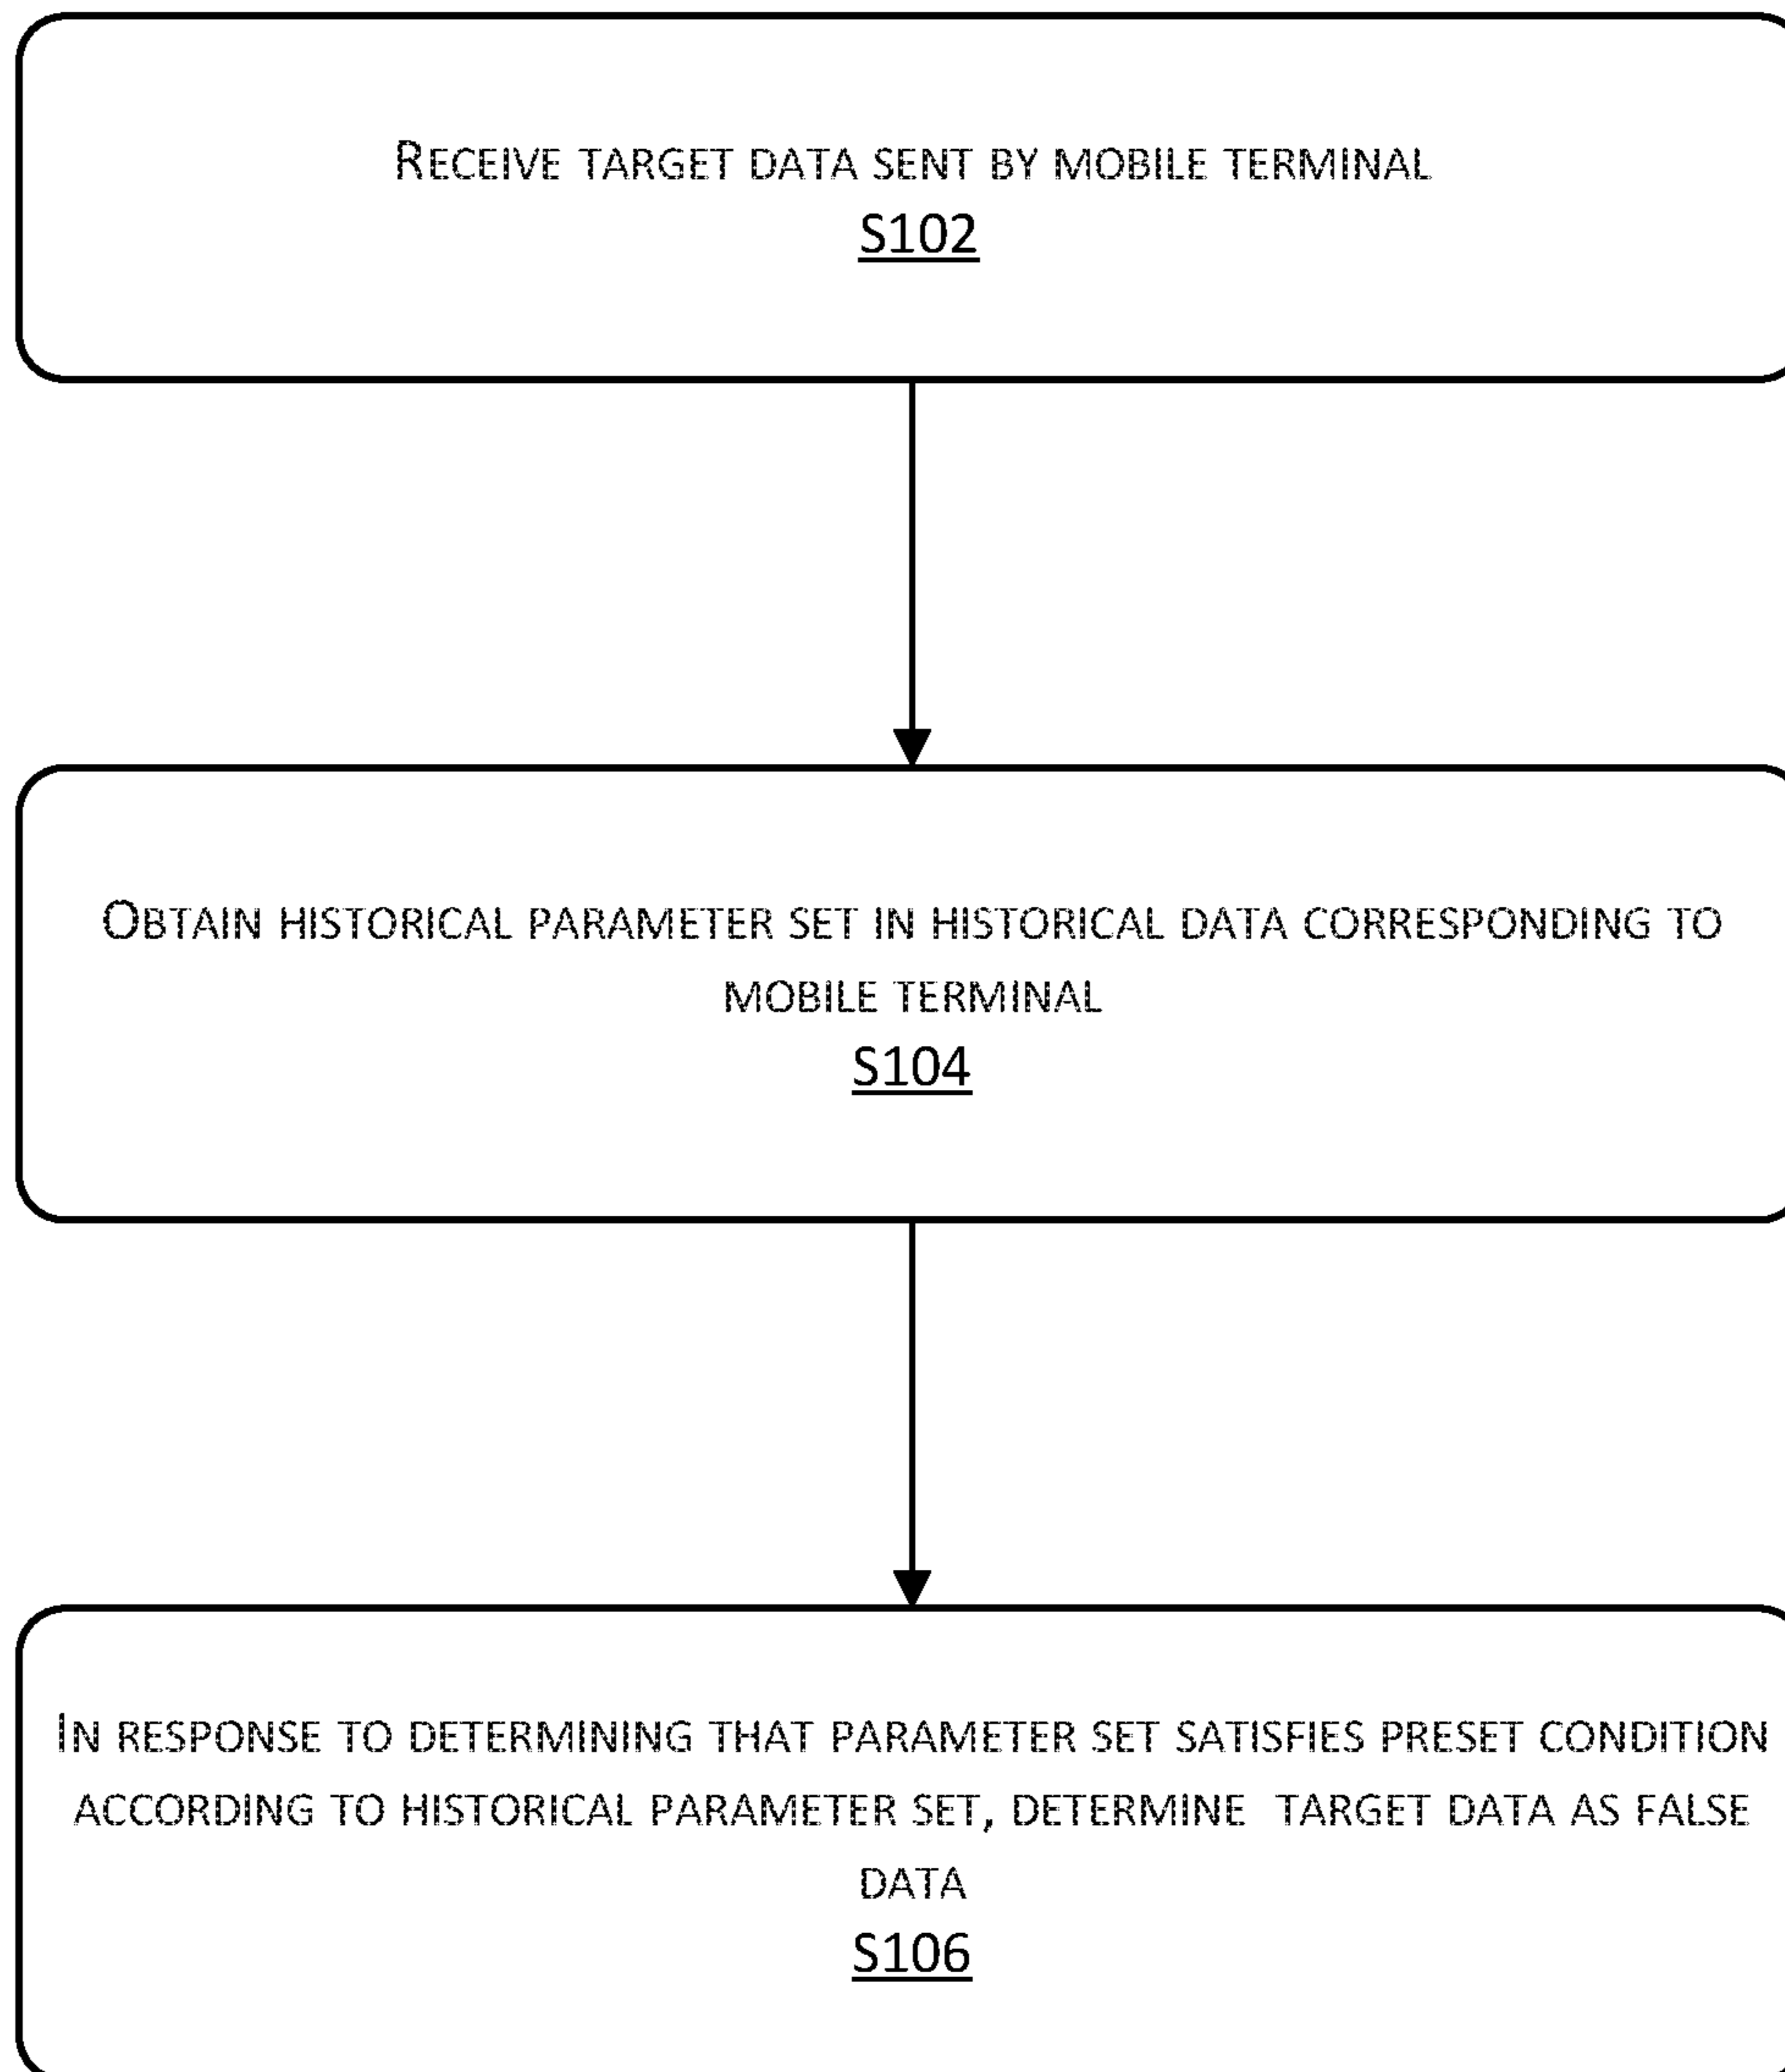 RECEIVE TARGET DATA SENT BY MOBILE TERMINAL
S102
OBTAIN HISTORICAL PARAMETER SET IN HISTORICAL DATA CORRESPONDING TO
MOBILE TERMINAL
S104
IN RESPONSE TO DETERMINING THAT PARAMETER SET SATISFIES PRESET CONDITION
ACCORDING TO HISTORICAL PARAMETER SET, DETERMINE TARGET DATA AS FALSE
DATA
S106